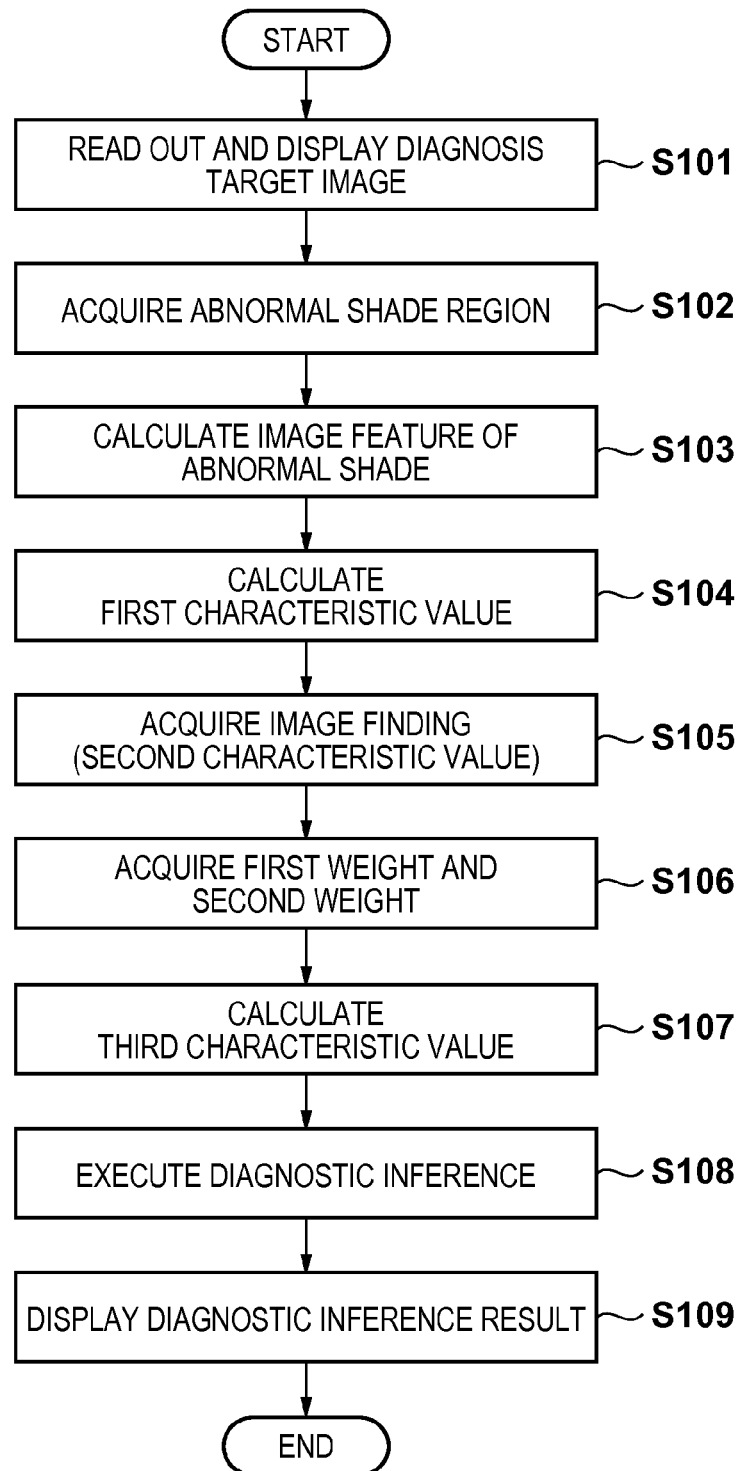 START
READ OUT AND DISPLAY DIAGNOSIS
TARGET IMAGE
S101
ACQUIRE ABNORMAL SHADE REGION
S102
CALCULATE IMAGE FEATURE OF
ABNORMAL SHADE
S103
CALCULATE
FIRST CHARACTERISTIC VALUE
S104
ACQUIRE IMAGE FINDING
(SECOND CHARACTERISTIC VALUE)
S105
ACQUIRE FIRST WEIGHT AND
SECOND WEIGHT
S106
CALCULATE
THIRD CHARACTERISTIC VALUE
S107
EXECUTE DIAGNOSTIC INFERENCE
S108
DISPLAY DIAGNOSTIC INFERENCE RESULT
S109
END